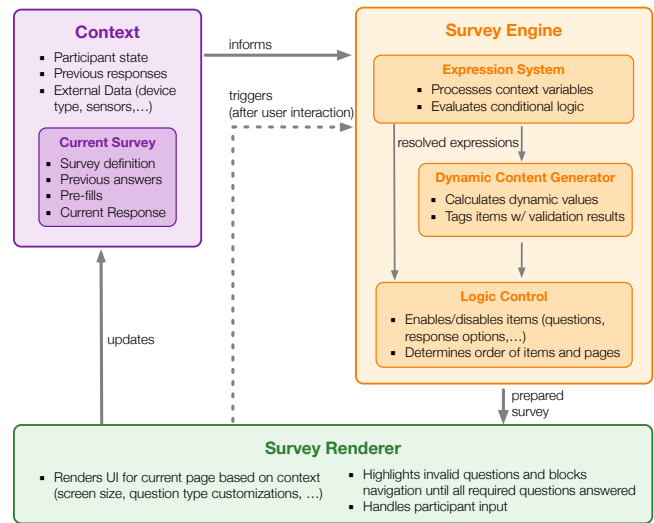 Context
▪ Participant state
▪ Previous responses
▪ External Data (device
type, sensors,...)
Current Survey
▪ Survey definition
▪ Previous answers
▪ Pre-fills
▪ Current Response
informs
triggers
(after user interaction)
updates
Survey Engine
Expression System
▪ Processes context variables
▪ Evaluates conditional logic
resolved expressions
Dynamic Content Generator
▪ Calculates dynamic values
▪ Tags items w/ validation results
Logic Control
▪ Enables/disables items (questions,
response options,...)
▪ Determines order of items and pages
prepared
survey
Survey Renderer
▪ Renders UI for current page based on context
(screen size, question type customizations, ...)
▪ Highlights invalid questions and blocks
navigation until all required questions answered
▪ Handles participant input